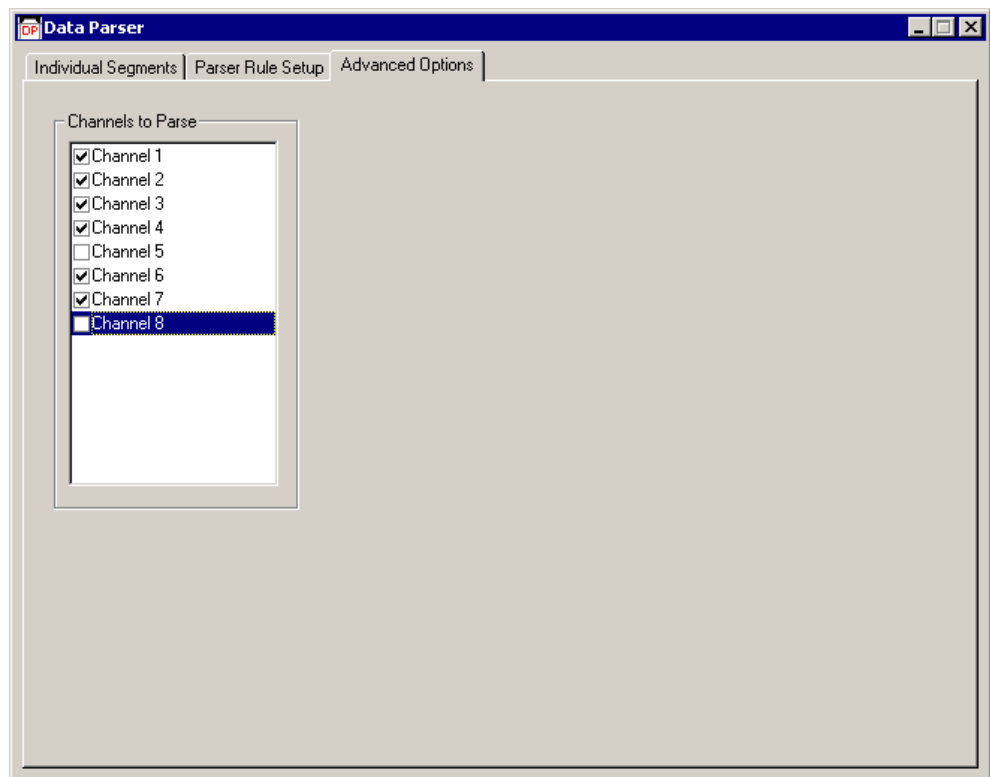 DP Data Parser
Individual Segments Parser Rule Setup Advanced Options
Channels to Parse
Channel 1
Channel 2
Channel 3
Channel 4
Channel 5
Channel 6
Channel 7
Channel 8